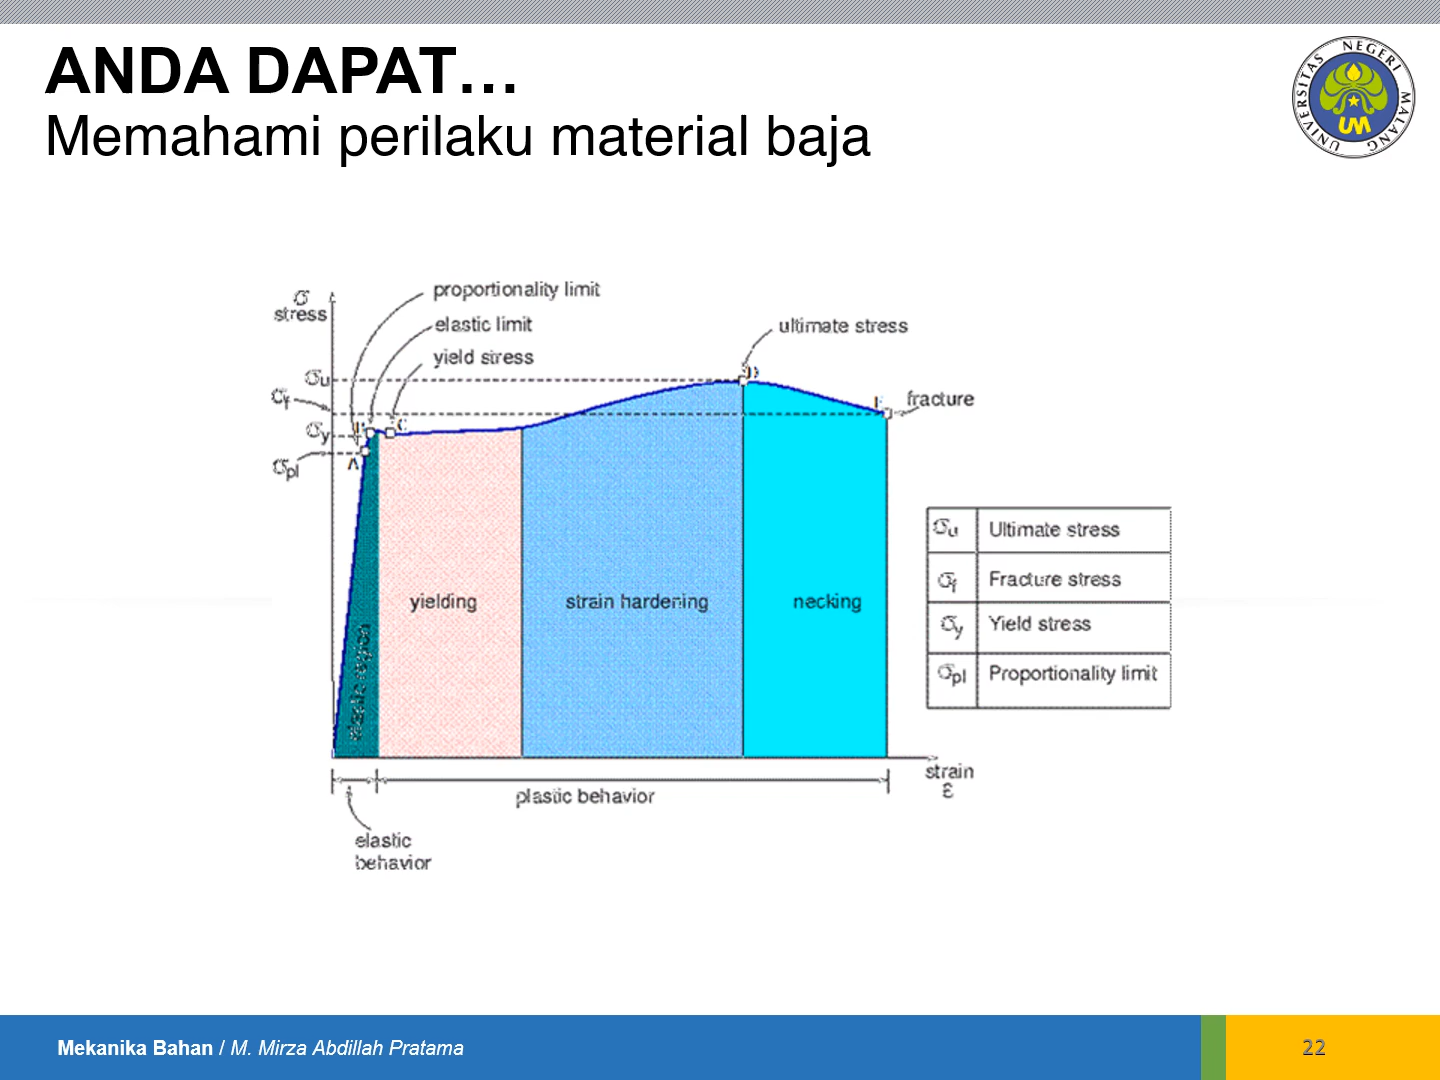 ANDA DAPAT…
Memahami perilaku material baja
UNIVERSITAS NEGERI MALANG
UM
σ
stress
proportionality limit
elastic limit
yield stress
ultimate stress
σu
σf
σy
σpl
A
C
D
fracture
σu Ultimate stress
σf Fracture stress
σy Yield stress
σpl Proportionality limit
elastic region
yielding
strain hardening
necking
strain
ε
plastic behavior
elastic
behavior
Mekanika Bahan / M. Mirza Abdillah Pratama
22